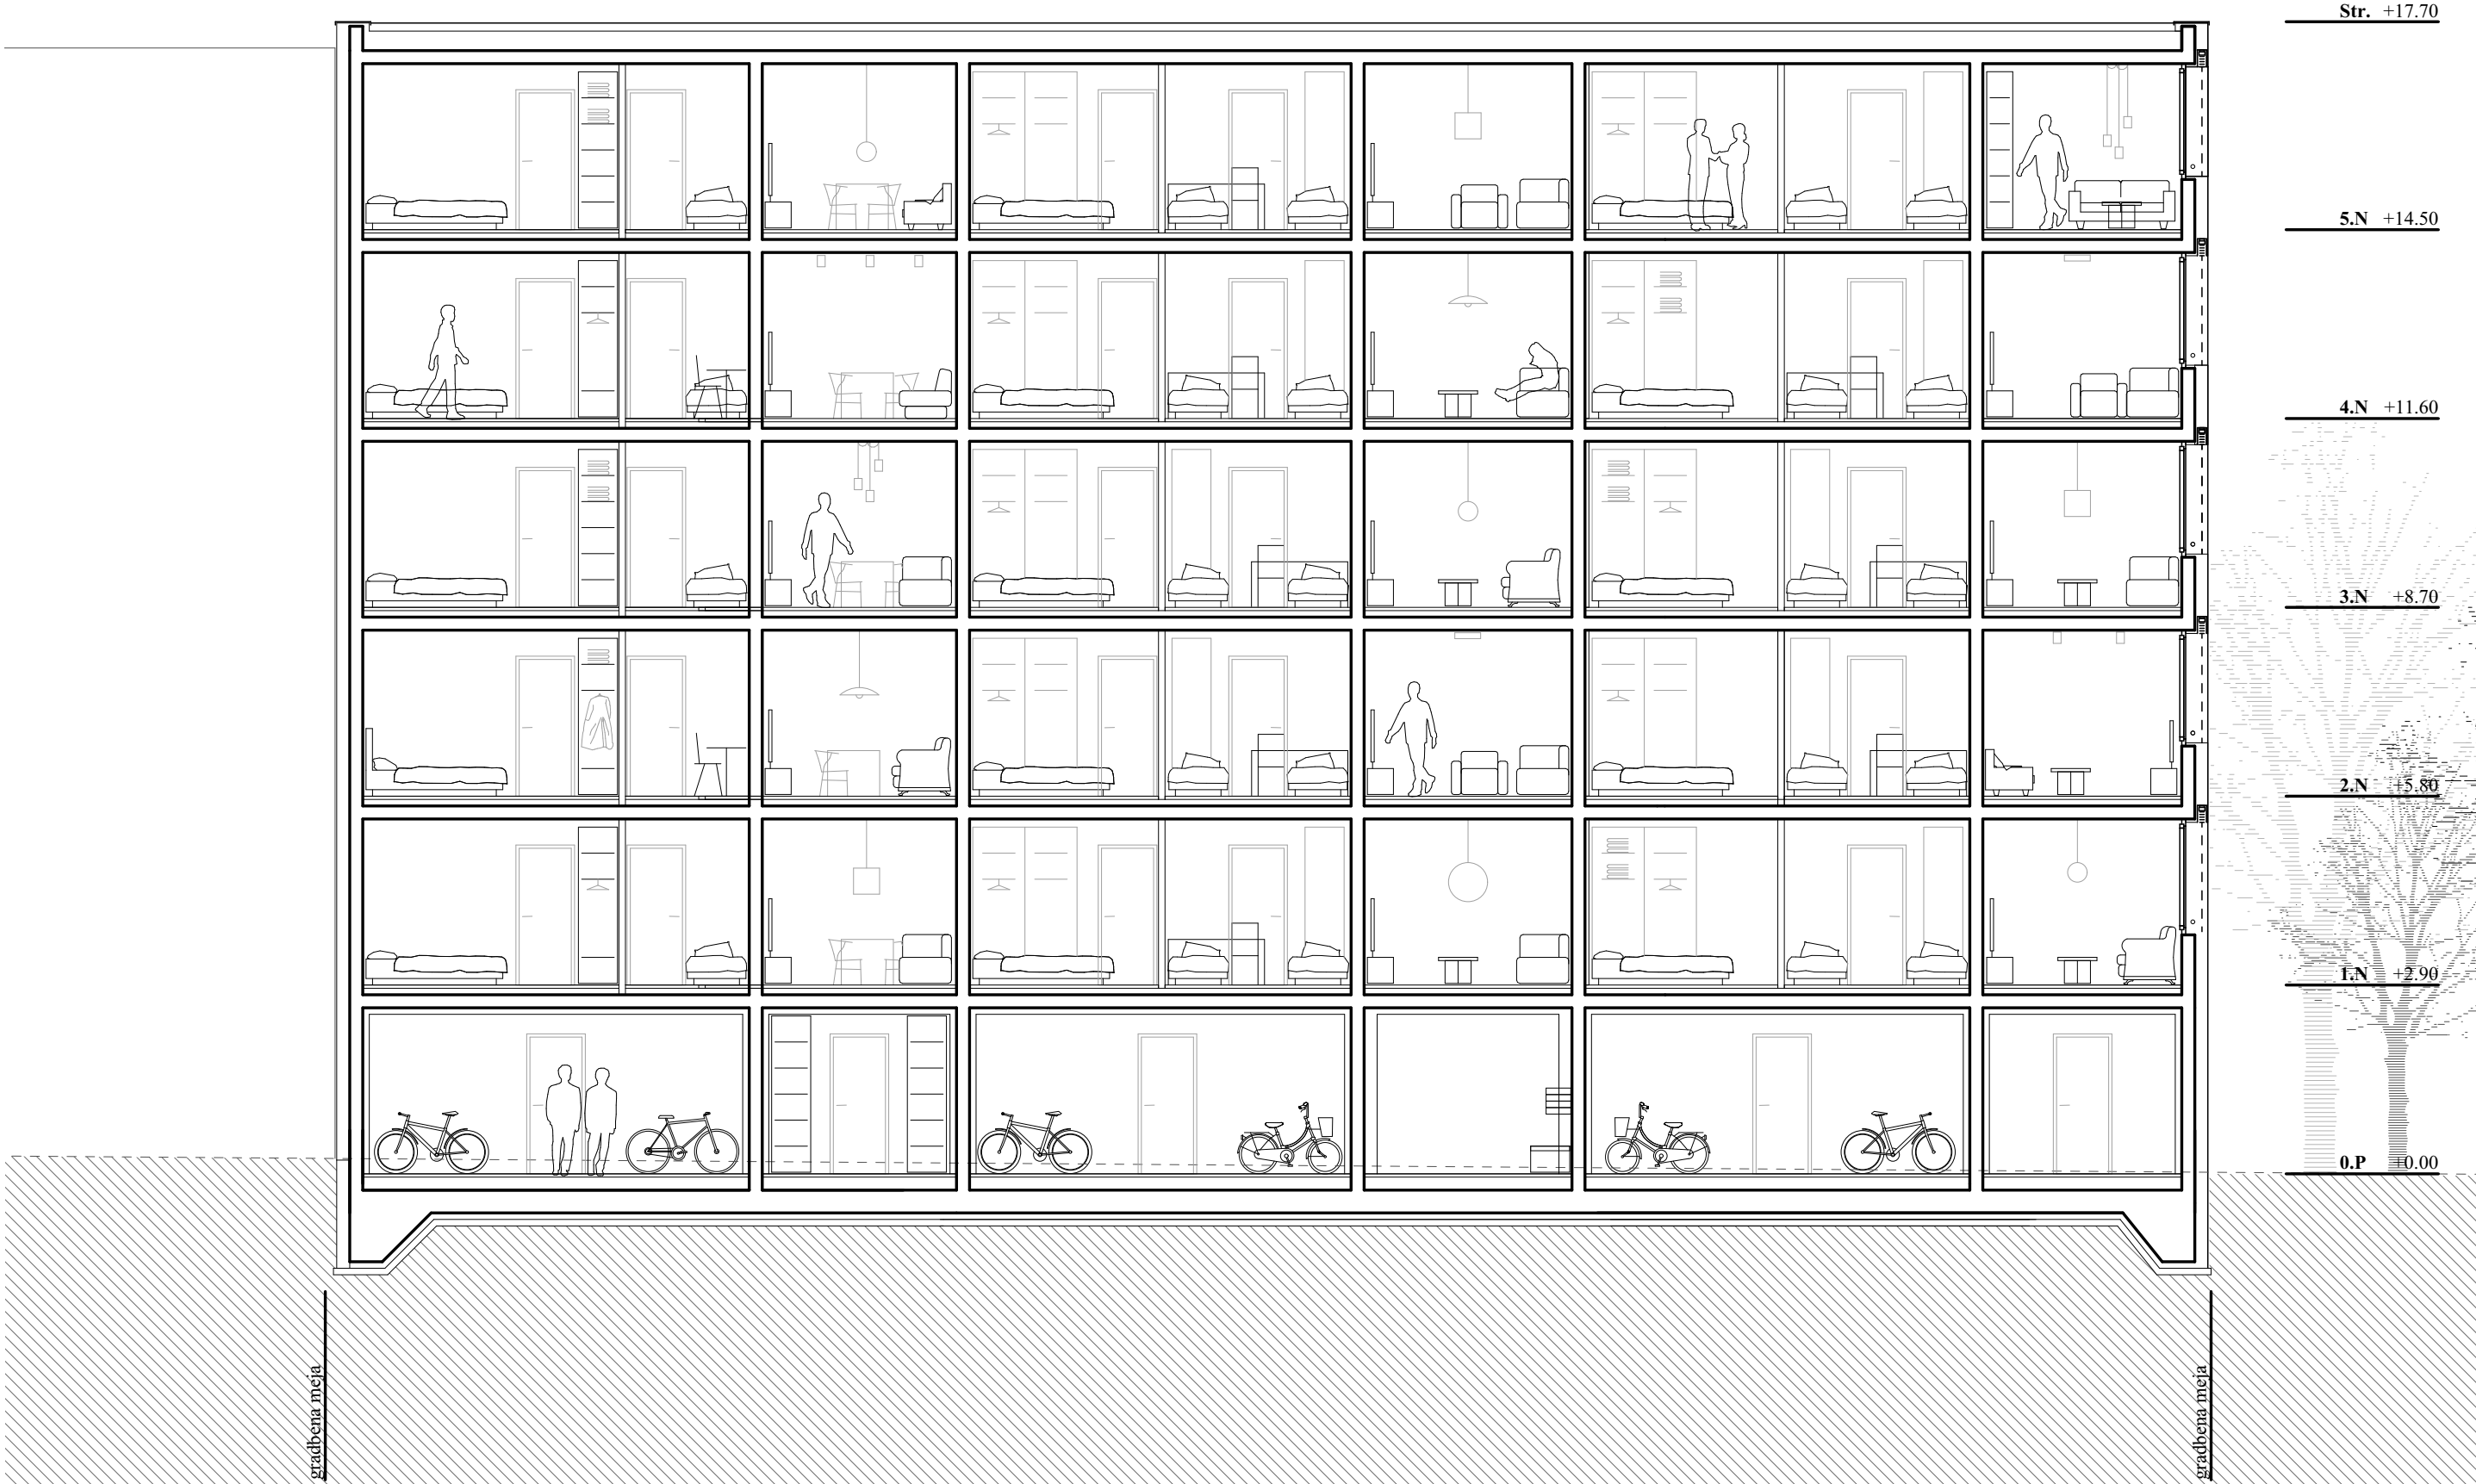 Str. +17.70
5.N +14.50
4.N +11.60
3.N +8.70
2.N +5.80
1.N +2.90
0.P ±0.00
gradbena meja
gradbena meja